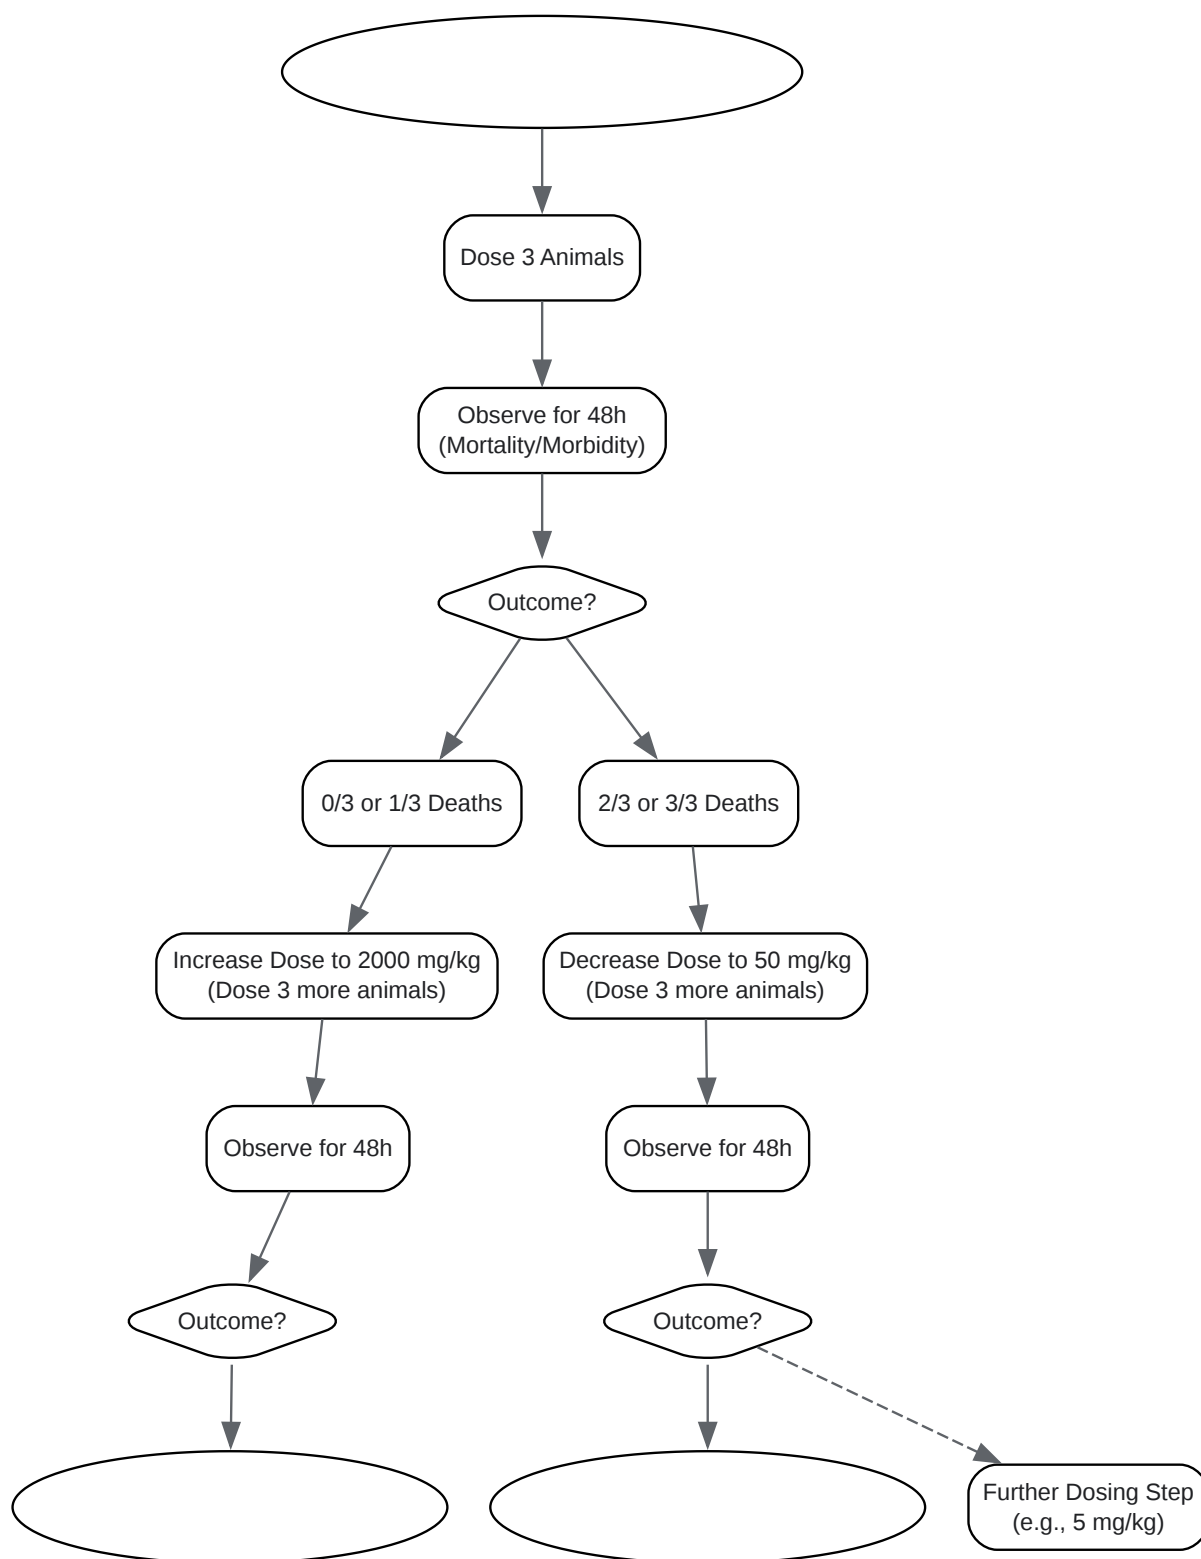 Dose 3 Animals
Observe for 48h
(Mortality/Morbidity)
Outcome?
0/3 or 1/3 Deaths
2/3 or 3/3 Deaths
Increase Dose to 2000 mg/kg
(Dose 3 more animals)
Decrease Dose to 50 mg/kg
(Dose 3 more animals)
Observe for 48h
Observe for 48h
Outcome?
Outcome?
Further Dosing Step
(e.g., 5 mg/kg)